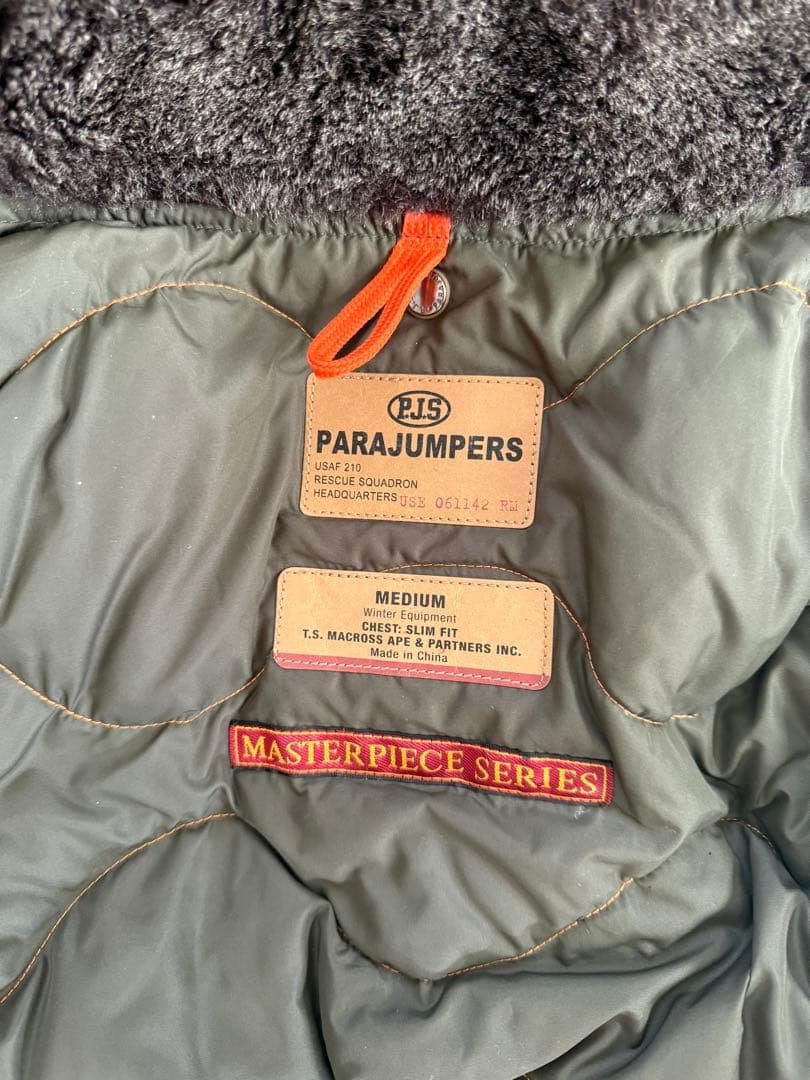 P.J.S
PARAJUMPERS
USAF 210
RESCUE SQUADRON
HEADQUARTERS USE 061142 RM
MEDIUM
Winter Equipment
CHEST: SLIM FIT
T.S. MACROSS APE & PARTNERS INC.
Made in China
MASTERPIECE SERIES